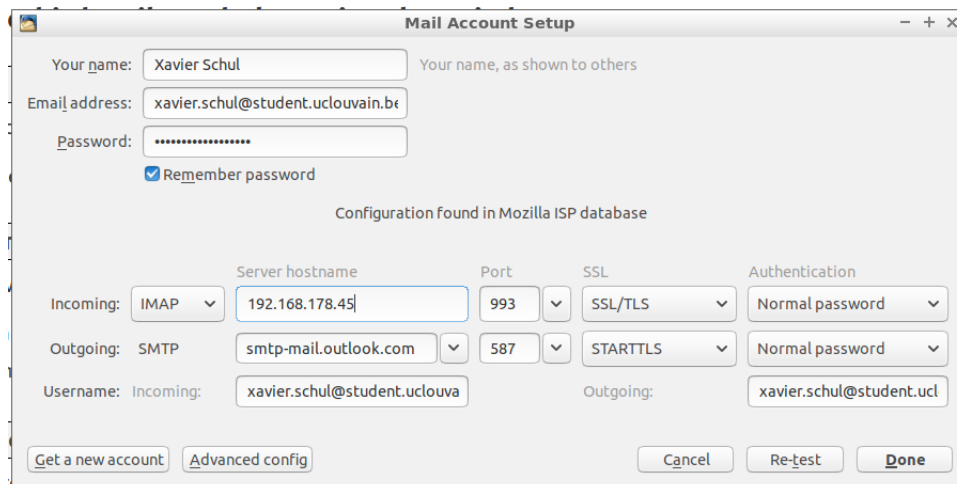 Mail Account Setup
Your name: Xavier Schul Your name, as shown to others
Email address: xavier.schul@student.uclouvain.be
Password: ••••••••••••••••••
Remember password
Configuration found in Mozilla ISP database
Server hostname Port SSL Authentication
Incoming: IMAP 192.168.178.45 993 SSL/TLS Normal password
Outgoing: SMTP smtp-mail.outlook.com 587 STARTTLS Normal password
Username: Incoming: xavier.schul@student.uclouva Outgoing: xavier.schul@student.ucl
Get a new account Advanced config Cancel Re-test Done